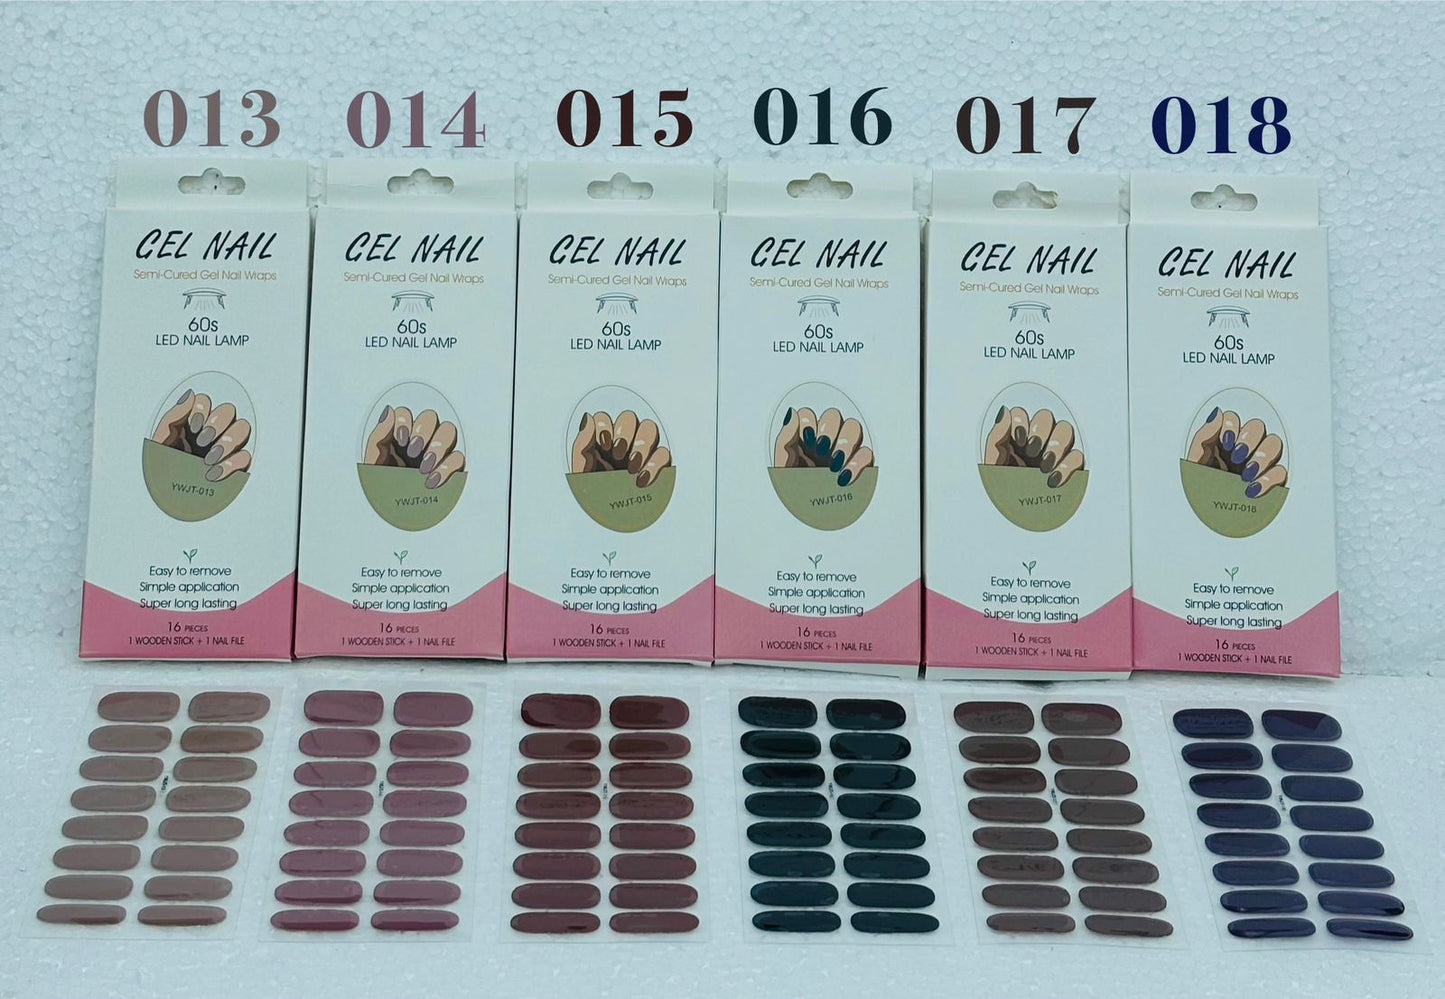 013 014 015 016 017 018
GEL NAIL
Semi-Cured Gel Nail Wraps
60s
LED NAIL LAMP
YWJT-013
Easy to remove
Simple application
Super long lasting
16 PIECES
1 WOODEN STICK + 1 NAIL FILE
GEL NAIL
Semi-Cured Gel Nail Wraps
60s
LED NAIL LAMP
YWJT-014
Easy to remove
Simple application
Super long lasting
16 PIECES
1 WOODEN STICK + 1 NAIL FILE
GEL NAIL
Semi-Cured Gel Nail Wraps
60s
LED NAIL LAMP
YWJT-015
Easy to remove
Simple application
Super long lasting
16 PIECES
1 WOODEN STICK + 1 NAIL FILE
GEL NAIL
Semi-Cured Gel Nail Wraps
60s
LED NAIL LAMP
YWJT-016
Easy to remove
Simple application
Super long lasting
16 PIECES
1 WOODEN STICK + 1 NAIL FILE
GEL NAIL
Semi-Cured Gel Nail Wraps
60s
LED NAIL LAMP
YWJT-017
Easy to remove
Simple application
Super long lasting
16 PIECES
1 WOODEN STICK + 1 NAIL FILE
GEL NAIL
Semi-Cured Gel Nail Wraps
60s
LED NAIL LAMP
YWJT-018
Easy to remove
Simple application
Super long lasting
16 PIECES
1 WOODEN STICK + 1 NAIL FILE